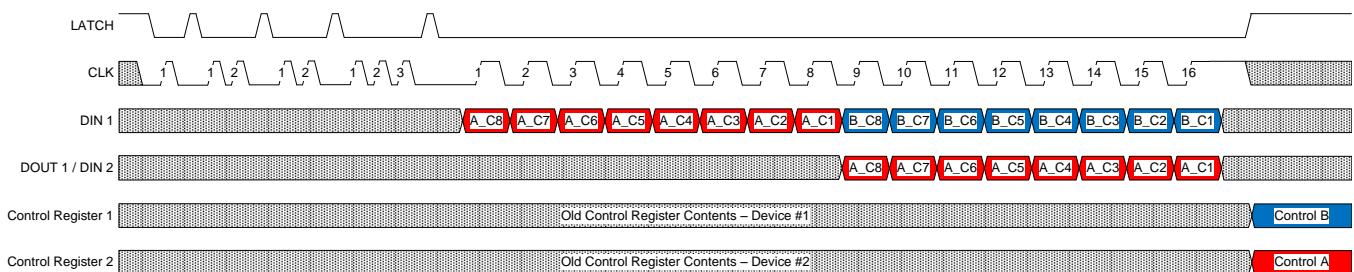 LATCH
CLK 1 1 2 1 2 1 2 3 1 2 3 4 5 6 7 8 9 10 11 12 13 14 15 16
DIN 1 A_C8 A_C7 A_C6 A_C5 A_C4 A_C3 A_C2 A_C1 B_C8 B_C7 B_C6 B_C5 B_C4 B_C3 B_C2 B_C1
DOUT 1 / DIN 2 A_C8 A_C7 A_C6 A_C5 A_C4 A_C3 A_C2 A_C1
Control Register 1 Old Control Register Contents – Device #1 Control B
Control Register 2 Old Control Register Contents – Device #2 Control A